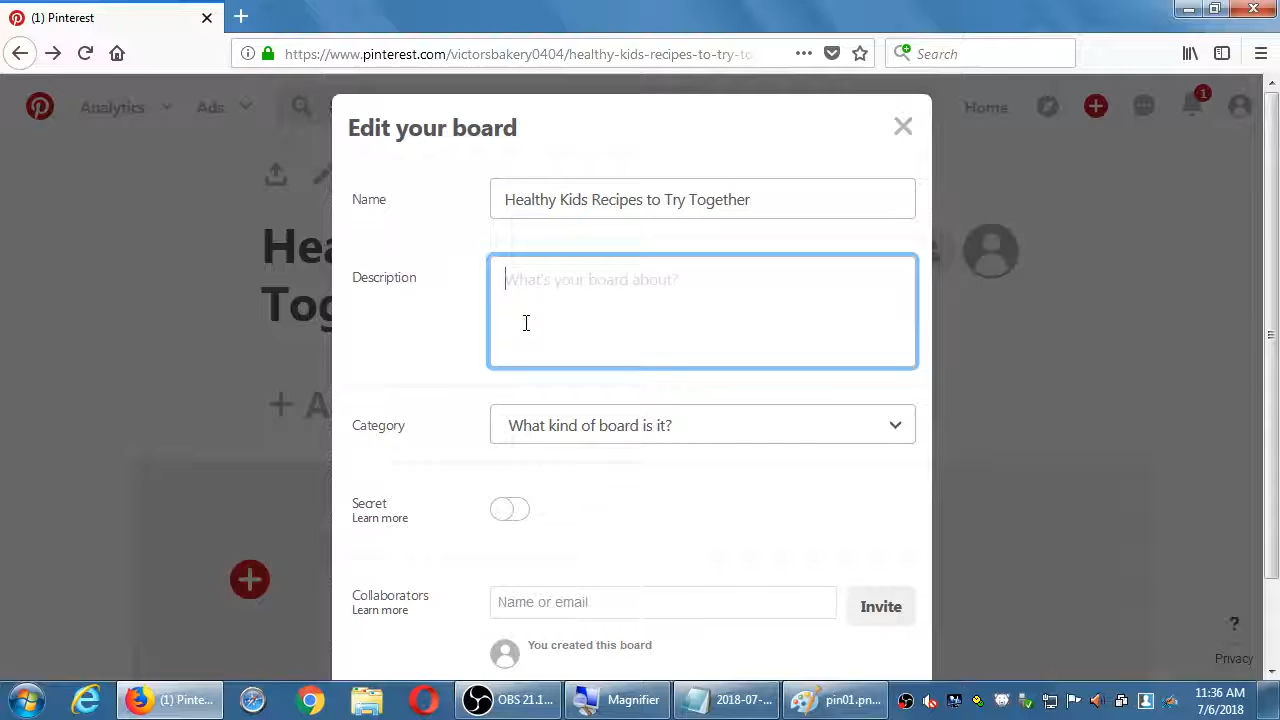 (1) Pinterest
https://www.pinterest.com/victorsbakery0404/healthy-kids-recipes-to-try-to
Search
Analytics
Ads
Home
1
Edit your board
Name
Healthy Kids Recipes to Try Together
Hea
Tog
Description
What's your board about?
+ A
Category
What kind of board is it?
Secret
Learn more
Collaborators
Learn more
Name or email
Invite
You created this board
?
Privacy
(1) Pinte...
OBS 21.1...
Magnifier
2018-07-...
pin01.pn...
11:36 AM
7/6/2018